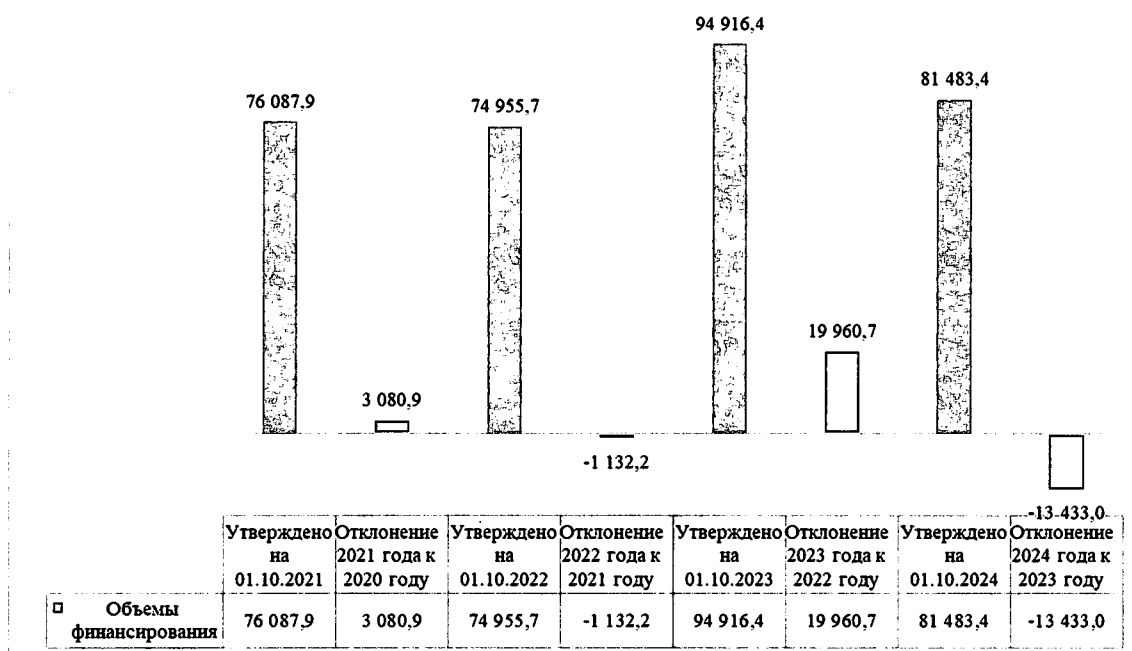 94 916,4
81 483,4
76 087,9
74 955,7
19 960,7
3 080,9
-1 132,2
-13 433,0
Утверждено на 01.10.2021
Отклонение 2021 года к 2020 году
Утверждено на 01.10.2022
Отклонение 2022 года к 2021 году
Утверждено на 01.10.2023
Отклонение 2023 года к 2022 году
Утверждено на 01.10.2024
Отклонение 2024 года к 2023 году
Объемы финансирования
76 087,9
3 080,9
74 955,7
-1 132,2
94 916,4
19 960,7
81 483,4
-13 433,0